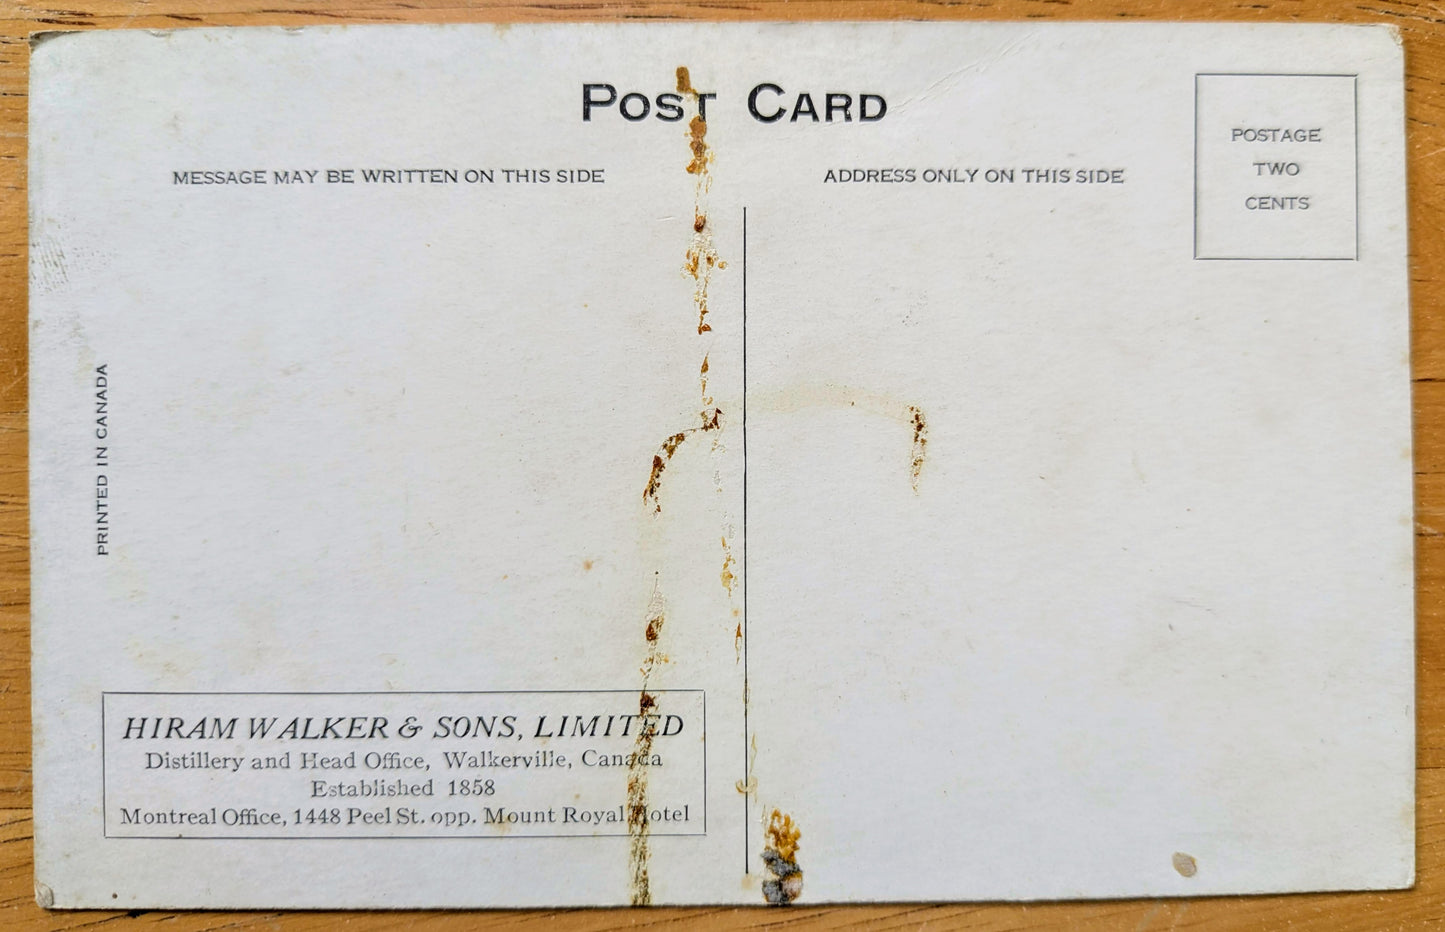 POST CARD
MESSAGE MAY BE WRITTEN ON THIS SIDE
ADDRESS ONLY ON THIS SIDE
POSTAGE
TWO
CENTS
PRINTED IN CANADA
HIRAM WALKER & SONS, LIMITED
Distillery and Head Office, Walkerville, Canada
Established 1858
Montreal Office, 1448 Peel St. opp. Mount Royal Hotel